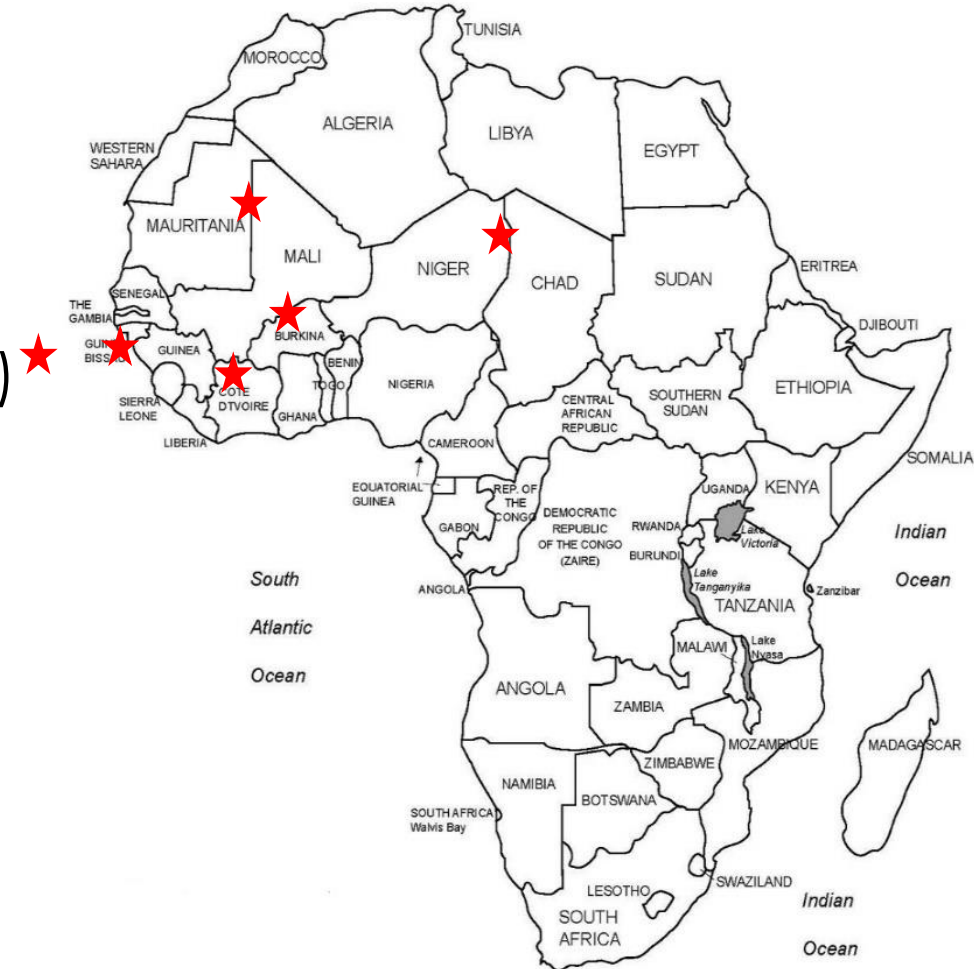 TUNISIA
MOROCCO
ALGERIA
LIBYA
EGYPT
WESTERN
SAHARA
MAURITANIA
MALI
NIGER
CHAD
SUDAN
ERITREA
SENEGAL
THE
GAMBIA
DJIBOUTI
BURKINA
GUINEA
BISSAU
GUINEA
)
BENIN
TOGO
NIGERIA
COTE
DTVOIRE
GHANA
SIERRA
LEONE
LIBERIA
CENTRAL
AFRICAN
REPUBLIC
SOUTHERN
SUDAN
ETHIOPIA
CAMEROON
SOMALIA
EQUATORIAL
GUINEA
REP. OF
THE
CONGO
GABON
UGANDA
KENYA
DEMOCRATIC
REPUBLIC
OF THE CONGO
(ZAIRE)
RWANDA
BURUNDI
Lake
Victoria
Indian
Ocean
Lake
Tanganyika
TANZANIA
Zanzibar
South
Atlantic
Ocean
ANGOLA
MALAWI
Lake
Nyasa
ANGOLA
ZAMBIA
MOZAMBIQUE
MADAGASCAR
ZIMBABWE
NAMIBIA
BOTSWANA
SOUTH AFRICA
Walvis Bay
SWAZILAND
LESOTHO
SOUTH
AFRICA
Indian
Ocean